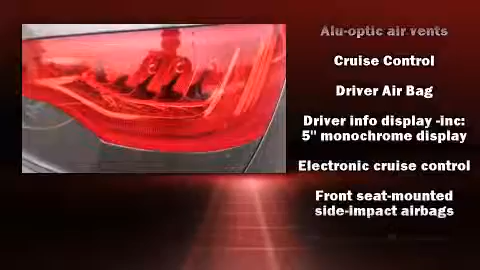 Alu-optic air vents
Cruise Control
Driver Air Bag
Driver info display -inc:
5" monochrome display
Electronic cruise control
Front seat-mounted
side-impact airbags